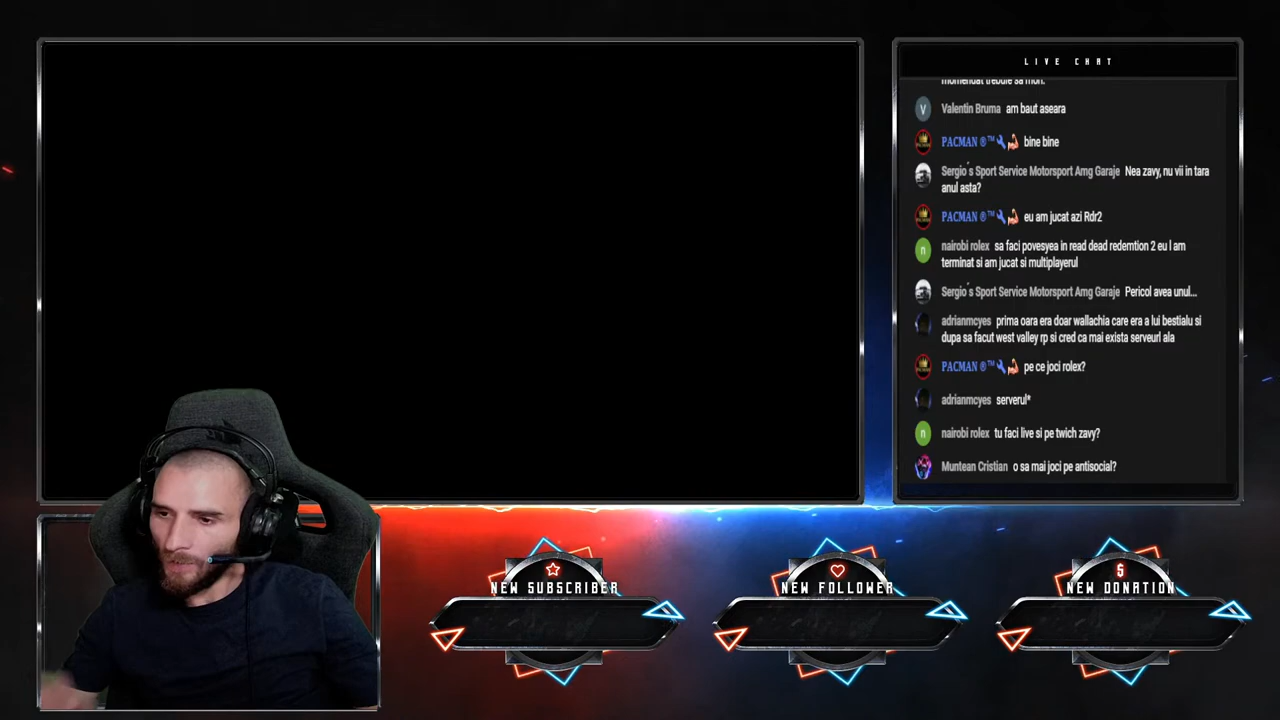 LIVE CHAT
momendat trebuie sa mori.
Valentin Bruma am baut aseara
PACMAN ®™ bine bine
Sergio's Sport Service Motorsport Amg Garaje Nea zavy, nu vii in tara
anul asta?
PACMAN ®™ eu am jucat azi Rdr2
nairobi rolex sa faci povesyea in read dead redemtion 2 eu l am
terminat si am jucat si multiplayerul
Sergio's Sport Service Motorsport Amg Garaje Pericol avea unul...
adrianmcyes prima oara era doar wallachia care era a lui bestialu si
dupa sa facut west valley rp si cred ca mai exista serveurl ala
PACMAN ®™ pe ce joci rolex?
adrianmcyes serverul*
nairobi rolex tu faci live si pe twich zavy?
Muntean Cristian o sa mai joci pe antisocial?
NEW SUBSCRIBER
NEW FOLLOWER
NEW DONATION